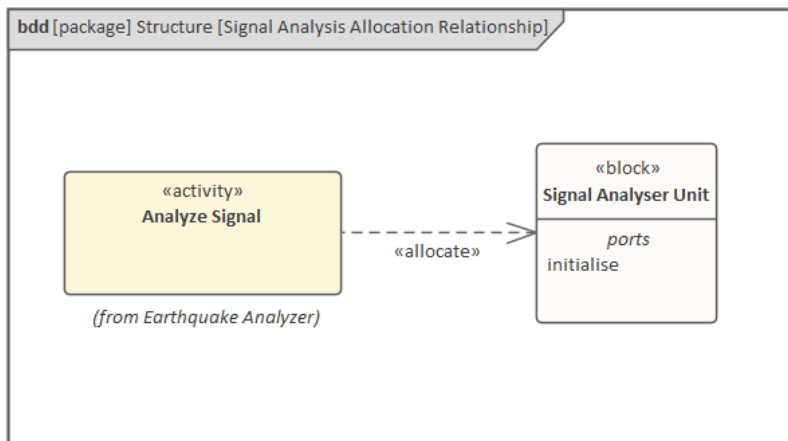 bdd [package] Structure [Signal Analysis Allocation Relationship]
«activity»
Analyze Signal
(from Earthquake Analyzer)
«allocate»
«block»
Signal Analyser Unit
ports
initialise